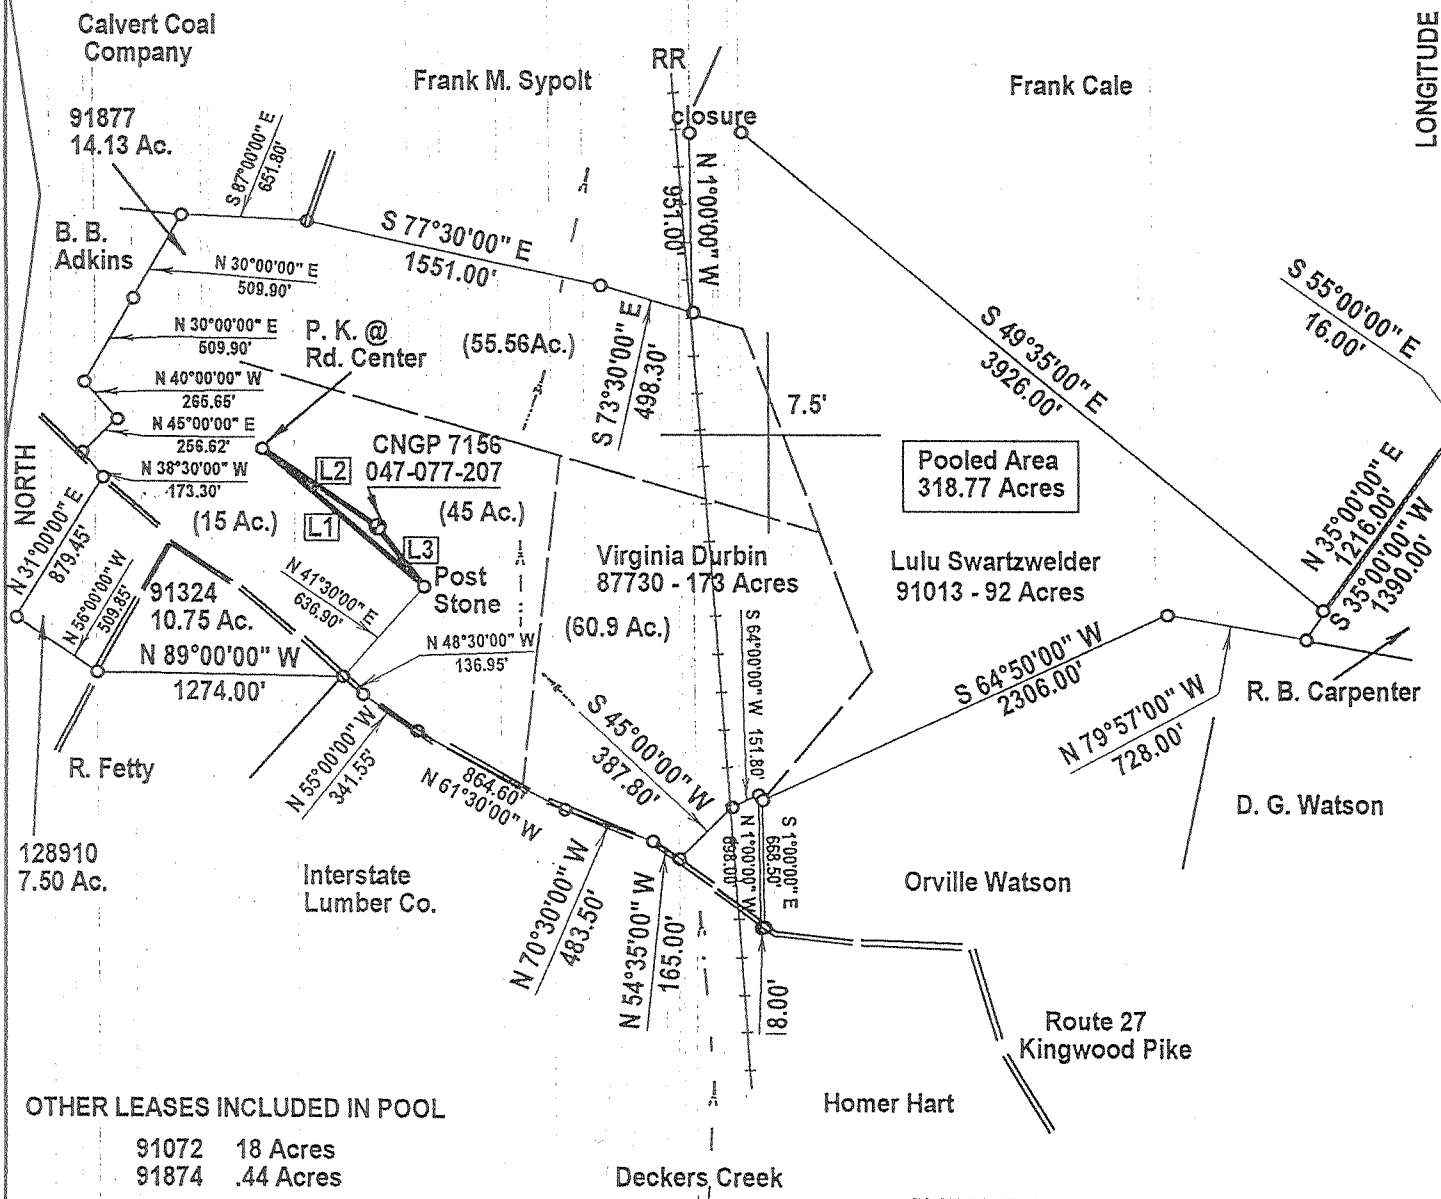 Calvert Coal
Company
Frank M. Sypolt
RR
Frank Cale
LONGITUDE
closure
91877
14.13 Ac.
S 87°00'00" E
651.80'
N 1°00'00" W
951.00'
B. B.
Adkins
S 77°30'00" E
1551.00'
N 30°00'00" E
509.90'
S 55°00'00" E
16.00'
N 30°00'00" E
509.90'
P. K. @
Rd. Center
(55.56Ac.)
S 73°30'00" E
498.30'
S 49°35'00" E
3926.00'
N 40°00'00" W
265.65'
7.5'
N 45°00'00" E
256.62'
CNGP 7156
047-077-207
L2
Pooled Area
318.77 Acres
NORTH
N 38°30'00" W
173.30'
N 35°00'00" E
1216.00'
S 35°00'00" W
1390.00'
N 31°00'00" E
879.45'
(15 Ac.)
L1
(45 Ac.)
L3
Virginia Durbin
87730 - 173 Acres
Lulu Swartzwelder
91013 - 92 Acres
N 56°00'00" W
509.85'
91324
10.75 Ac.
N 41°30'00" E
636.90'
Post
Stone
(60.9 Ac.)
S 64°00'00" W 151.80'
N 89°00'00" W
1274.00'
N 48°30'00" W
136.95'
S 64°50'00" W
2306.00'
R. B. Carpenter
N 79°57'00" W
728.00'
R. Fetty
N 55°00'00" W
341.55'
864.60'
N 61°30'00" W
S 45°00'00" W
387.80'
D. G. Watson
128910
7.50 Ac.
Interstate
Lumber Co.
N 70°30'00" W
483.50'
N 54°35'00" W
165.00'
N 1°00'00" W
698.00'
S 1°00'00" E
668.50'
Orville Watson
18.00'
Route 27
Kingwood Pike
Homer Hart
OTHER LEASES INCLUDED IN POOL
91072 18 Acres
91874 .44 Acres
Deckers Creek